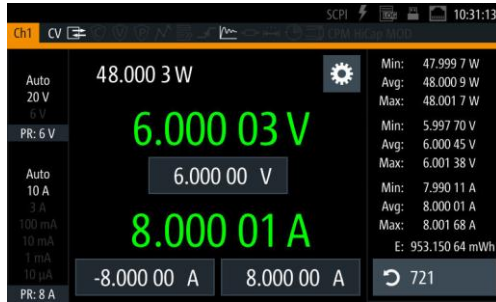 SCPI 10:31:13
Ch1 CV CPM HiCap MOD
Auto
20 V
6 V
PR: 6 V
Auto
10 A
3 A
100 mA
10 mA
1 mA
10 µA
PR: 8 A
48.000 3 W
6.000 03 V
6.000 00 V
8.000 01 A
-8.000 00 A 8.000 00 A
Min: 47.999 7 W
Avg: 48.000 9 W
Max: 48.001 7 W
Min: 5.997 70 V
Avg: 6.000 45 V
Max: 6.001 38 V
Min: 7.990 11 A
Avg: 8.000 01 A
Max: 8.001 68 A
E: 953.150 64 mWh
721